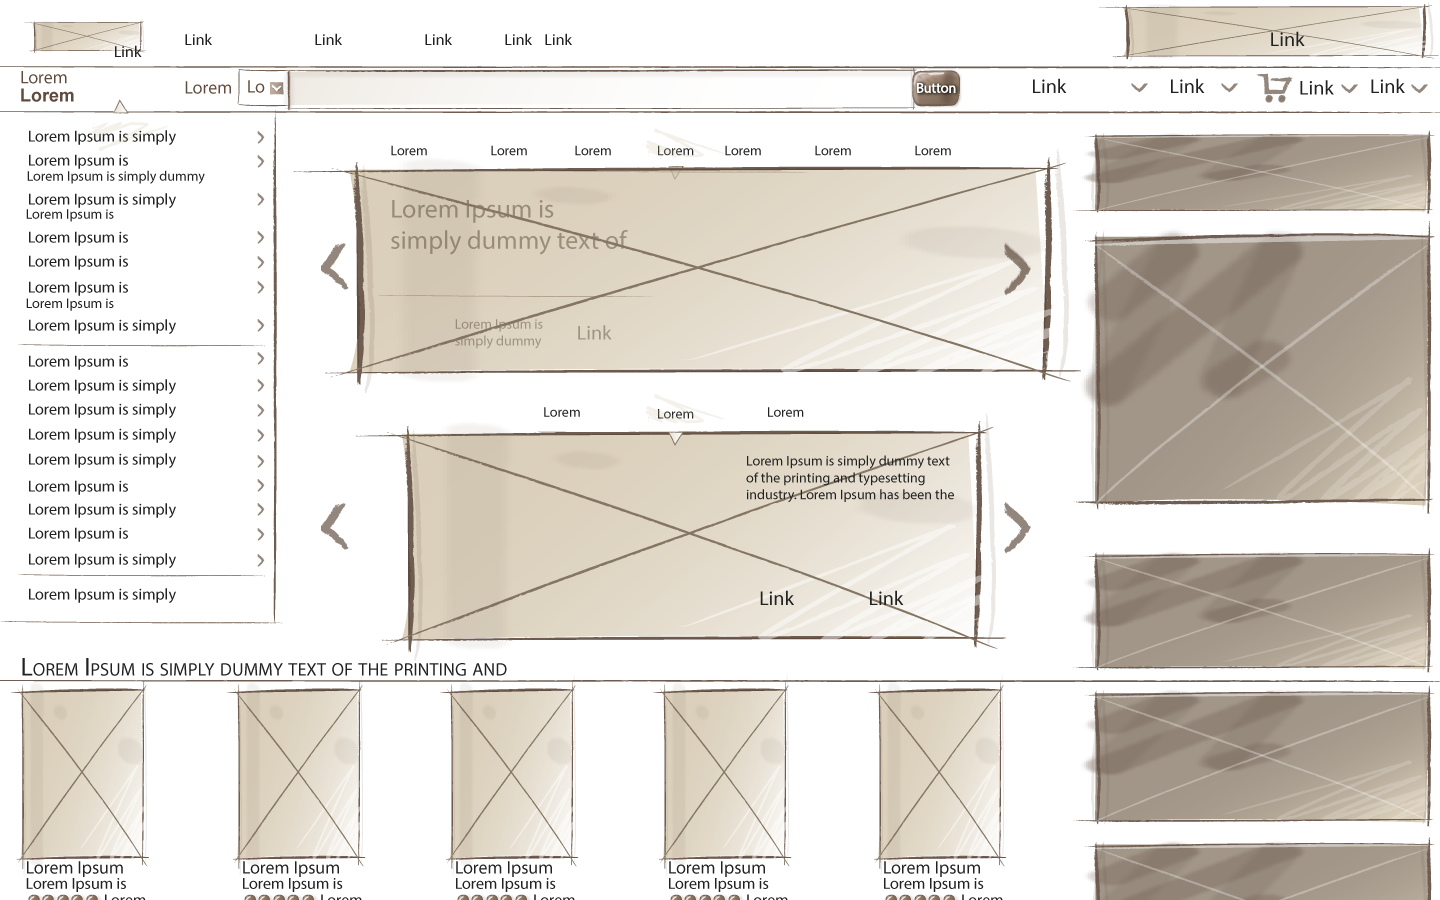 Link
Link
Link
Link
Link
Link
Link
Lorem
Lorem
Lorem
Lo
Button
Link
Link
Link
Link
Lorem Ipsum is simply
Lorem Ipsum is
Lorem Ipsum is simply dummy
Lorem Ipsum is simply
Lorem Ipsum is
Lorem Ipsum is
Lorem Ipsum is
Lorem Ipsum is
Lorem Ipsum is
Lorem Ipsum is simply
Lorem Ipsum is
Lorem Ipsum is simply
Lorem Ipsum is simply
Lorem Ipsum is simply
Lorem Ipsum is simply
Lorem Ipsum is
Lorem Ipsum is simply
Lorem Ipsum is
Lorem Ipsum is simply
Lorem Ipsum is simply
Lorem
Lorem
Lorem
Lorem
Lorem
Lorem
Lorem
Lorem Ipsum is
simply dummy text of
Lorem Ipsum is
simply dummy
Link
Lorem
Lorem
Lorem
Lorem Ipsum is simply dummy text
of the printing and typesetting
industry. Lorem Ipsum has been the
Link
Link
Lorem Ipsum is simply dummy text of the printing and
Lorem Ipsum
Lorem Ipsum is
Lorem
Lorem Ipsum
Lorem Ipsum is
Lorem
Lorem Ipsum
Lorem Ipsum is
Lorem
Lorem Ipsum
Lorem Ipsum is
Lorem
Lorem Ipsum
Lorem Ipsum is
Lorem